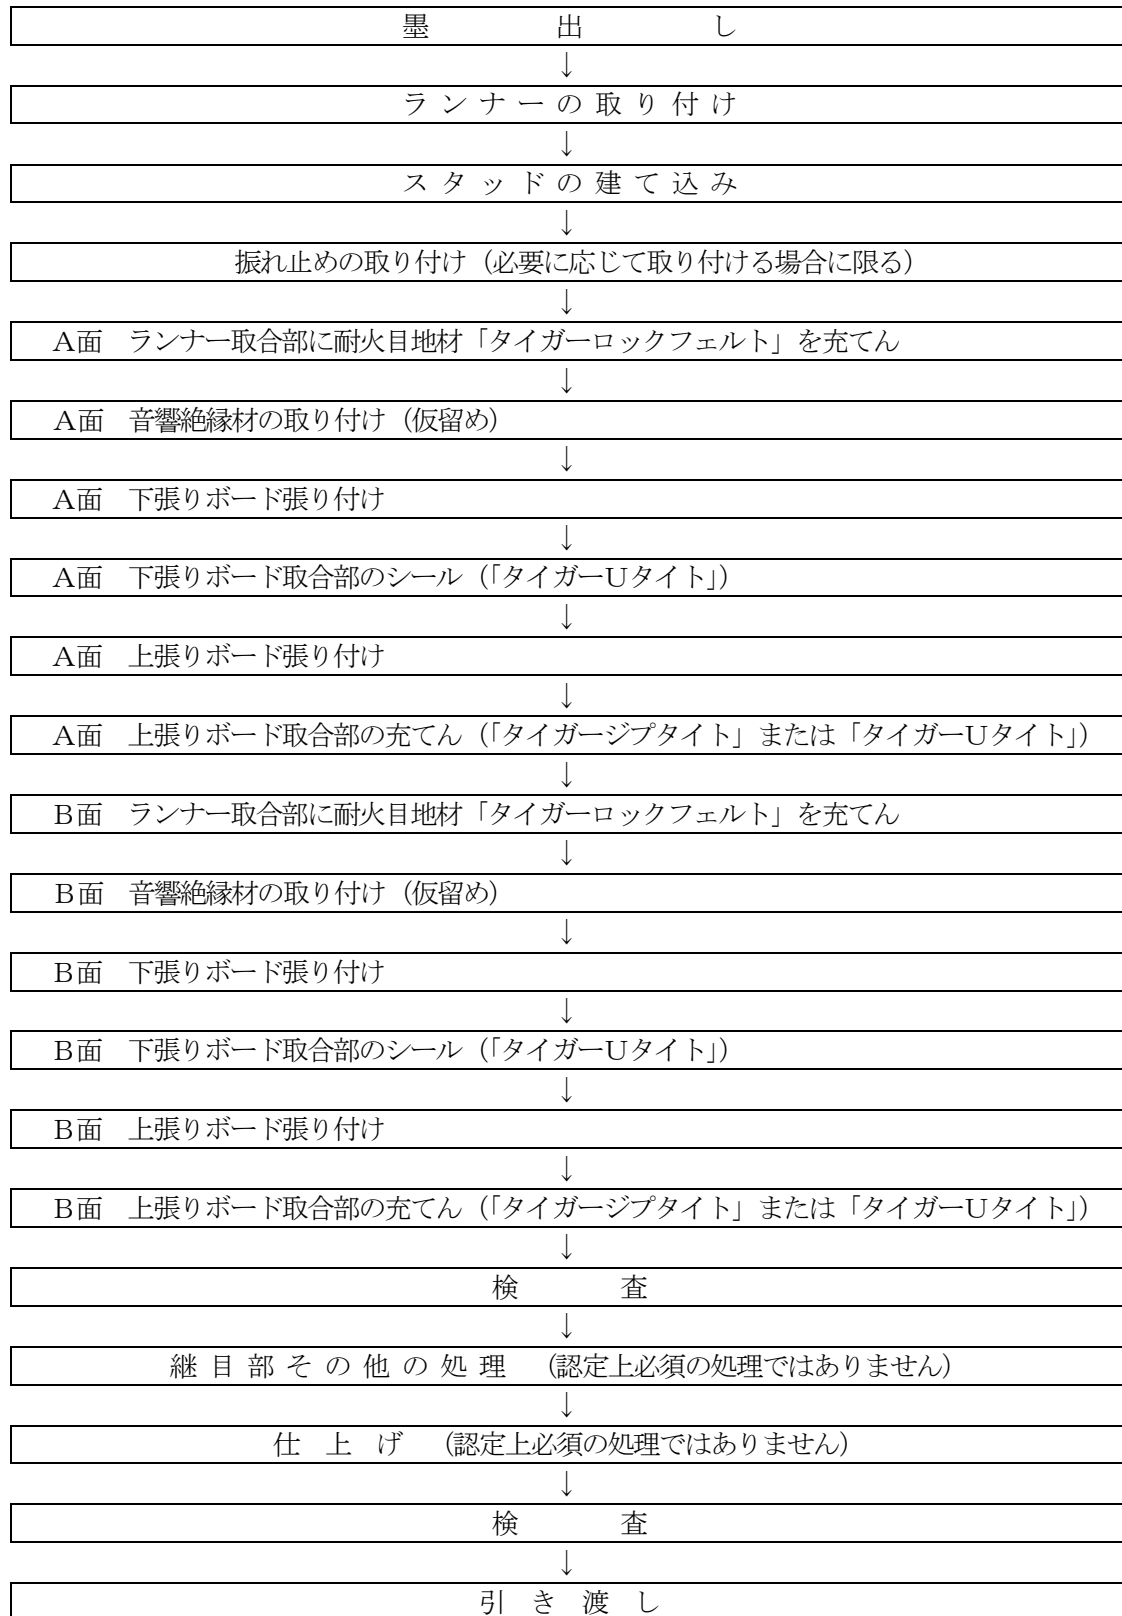 墨出し
↓
ランナーの取り付け
↓
スタッドの建て込み
↓
振れ止めの取り付け（必要に応じて取り付ける場合に限る）
↓
A面　ランナー取合部に耐火目地材「タイガーロックフェルト」を充てん
↓
A面　音響絶縁材の取り付け（仮留め）
↓
A面　下張りボード張り付け
↓
A面　下張りボード取合部のシール（「タイガーUタイト」）
↓
A面　上張りボード張り付け
↓
A面　上張りボード取合部の充てん（「タイガージプタイト」または「タイガーUタイト」）
↓
B面　ランナー取合部に耐火目地材「タイガーロックフェルト」を充てん
↓
B面　音響絶縁材の取り付け（仮留め）
↓
B面　下張りボード張り付け
↓
B面　下張りボード取合部のシール（「タイガーUタイト」）
↓
B面　上張りボード張り付け
↓
B面　上張りボード取合部の充てん（「タイガージプタイト」または「タイガーUタイト」）
↓
検査
↓
継目部その他の処理　（認定上必須の処理ではありません）
↓
仕上げ　（認定上必須の処理ではありません）
↓
検査
↓
引き渡し